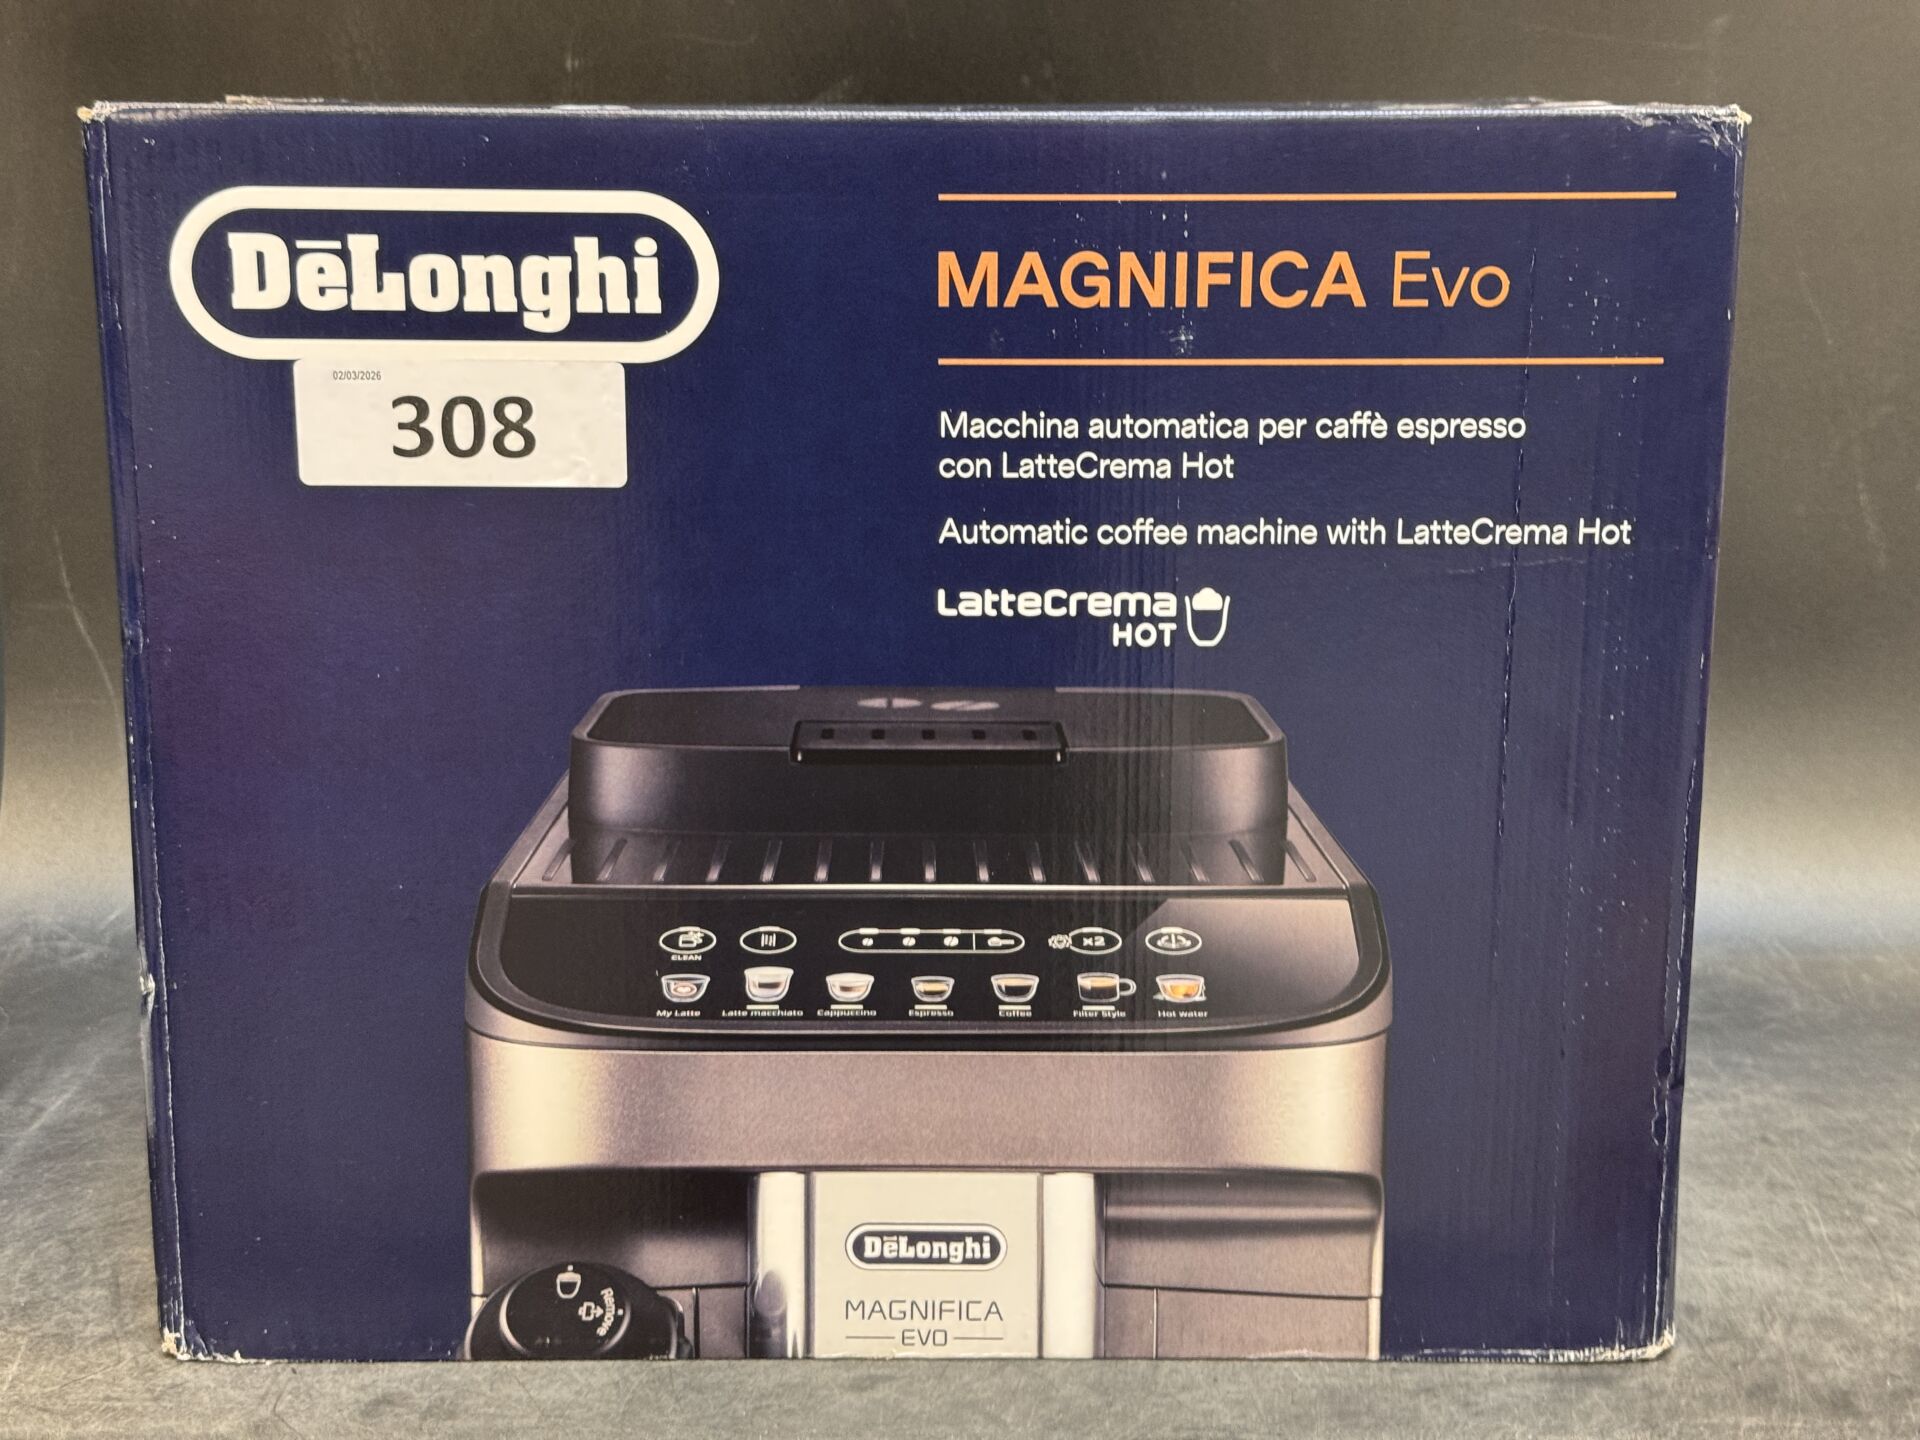 DēLonghi
02/03/2026
308
MAGNIFICA Evo
Macchina automatica per caffè espresso
con LatteCrema Hot
Automatic coffee machine with LatteCrema Hot
LatteCrema
HOT
x2
CLEAN
My Latte
Latte macchiato
Cappuccino
Espresso
Coffee
Filter Style
Hot water
Remove
DēLonghi
MAGNIFICA
EVO